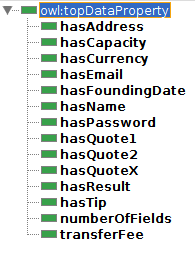 owl:topDataProperty
hasAddress
hasCapacity
hasCurrency
hasEmail
hasFoundingDate
hasName
hasPassword
hasQuote1
hasQuote2
hasQuoteX
hasResult
hasTip
numberOfFields
transferFee